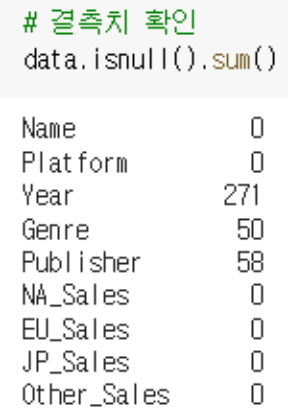 # 결측치 확인
data.isnull().sum()
Name 0
Platform 0
Year 271
Genre 50
Publisher 58
NA_Sales 0
EU_Sales 0
JP_Sales 0
Other_Sales 0